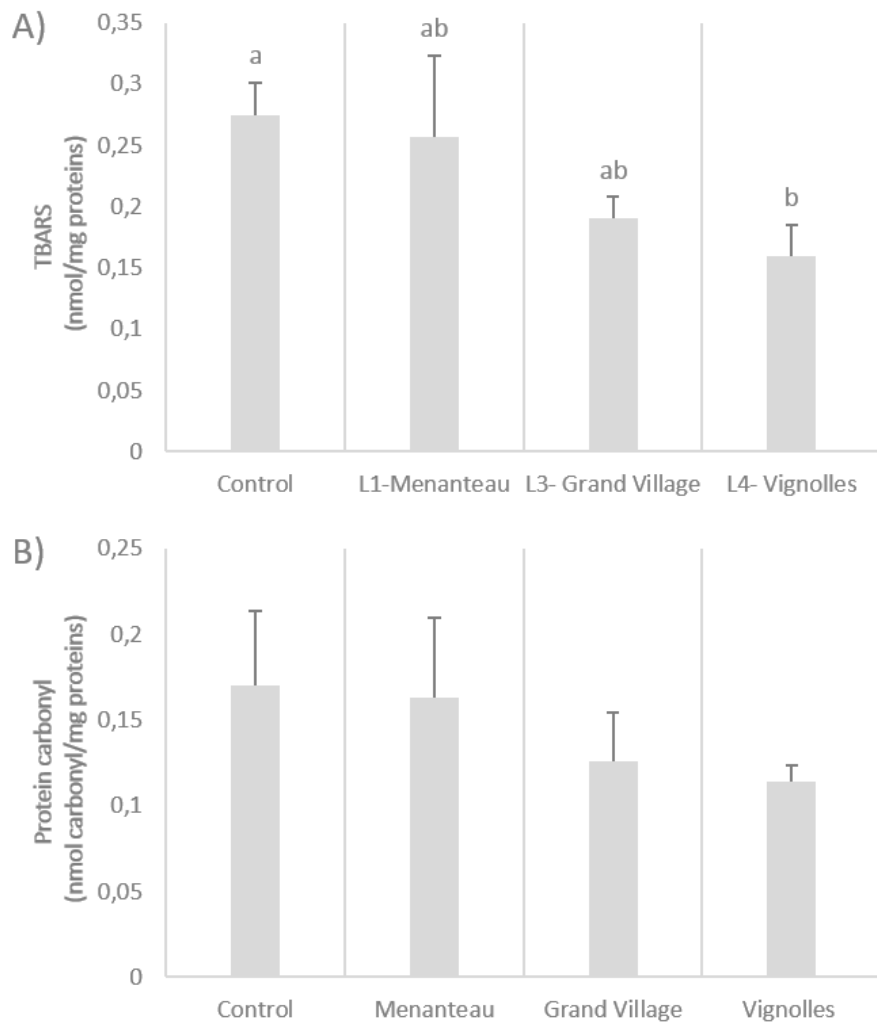 A)
TBARS
(nmol/mg proteins)
0,35
0,3
0,25
0,2
0,15
0,1
0,05
0
a
ab
ab
b
Control
L1-Menanteau
L3- Grand Village
L4- Vignolles
B)
Protein carbonyl
(nmol carbonyl/mg proteins)
0,25
0,2
0,15
0,1
0,05
0
Control
Menanteau
Grand Village
Vignolles